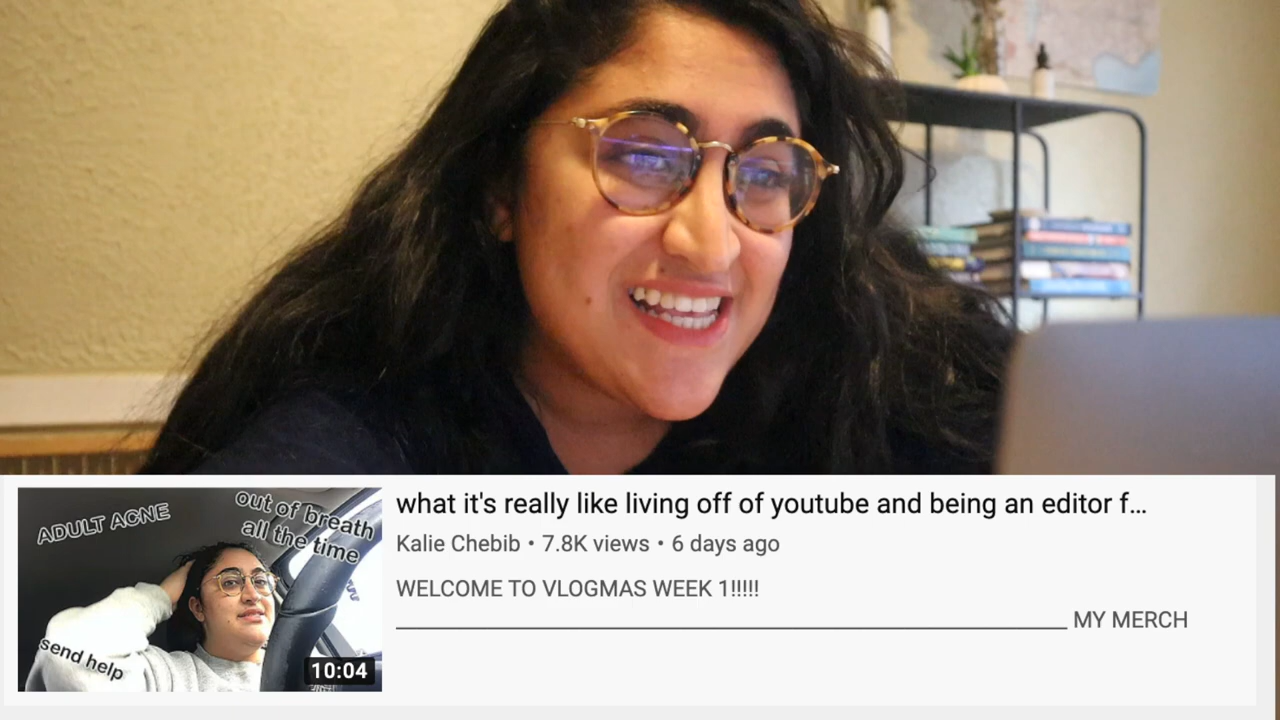 what it's really like living off of youtube and being an editor f...
Kalie Chebib • 7.8K views • 6 days ago
WELCOME TO VLOGMAS WEEK 1!!!!!
MY MERCH
ADULT ACNE
out of breath
all the time
send help
10:04